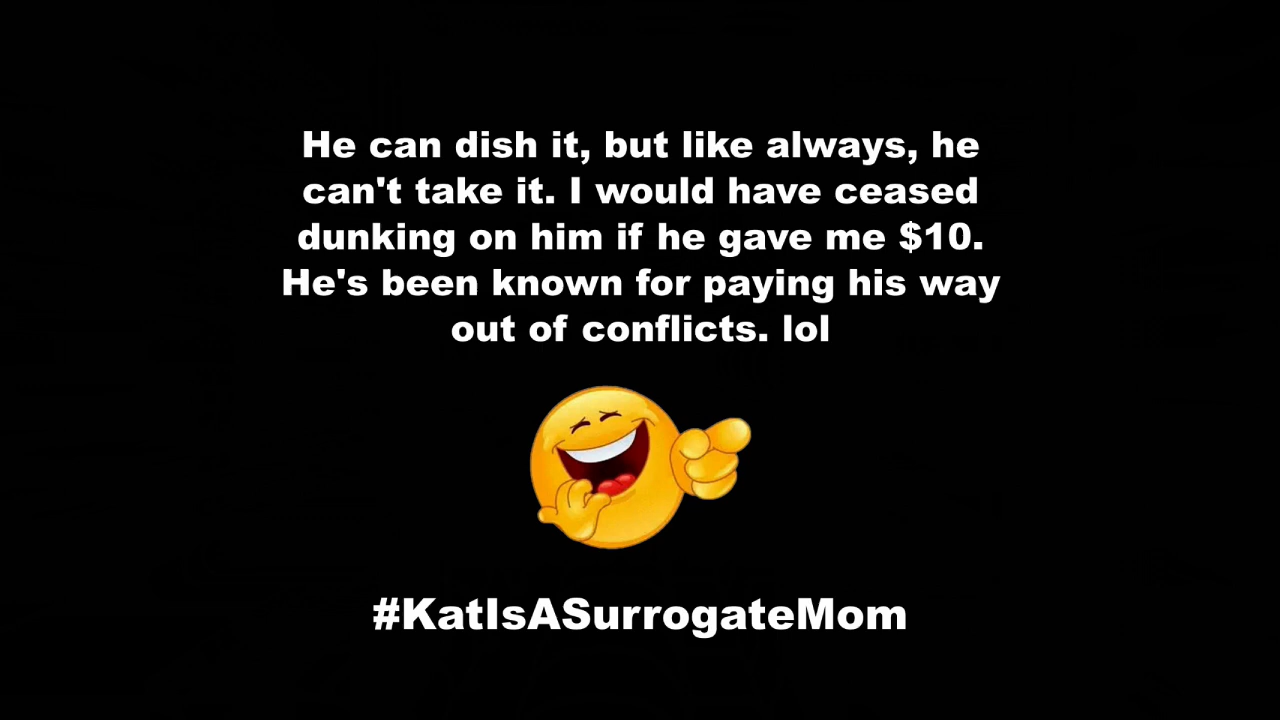 He can dish it, but like always, he
can't take it. I would have ceased
dunking on him if he gave me $10.
He's been known for paying his way
out of conflicts. lol
#KatIsASurrogateMom